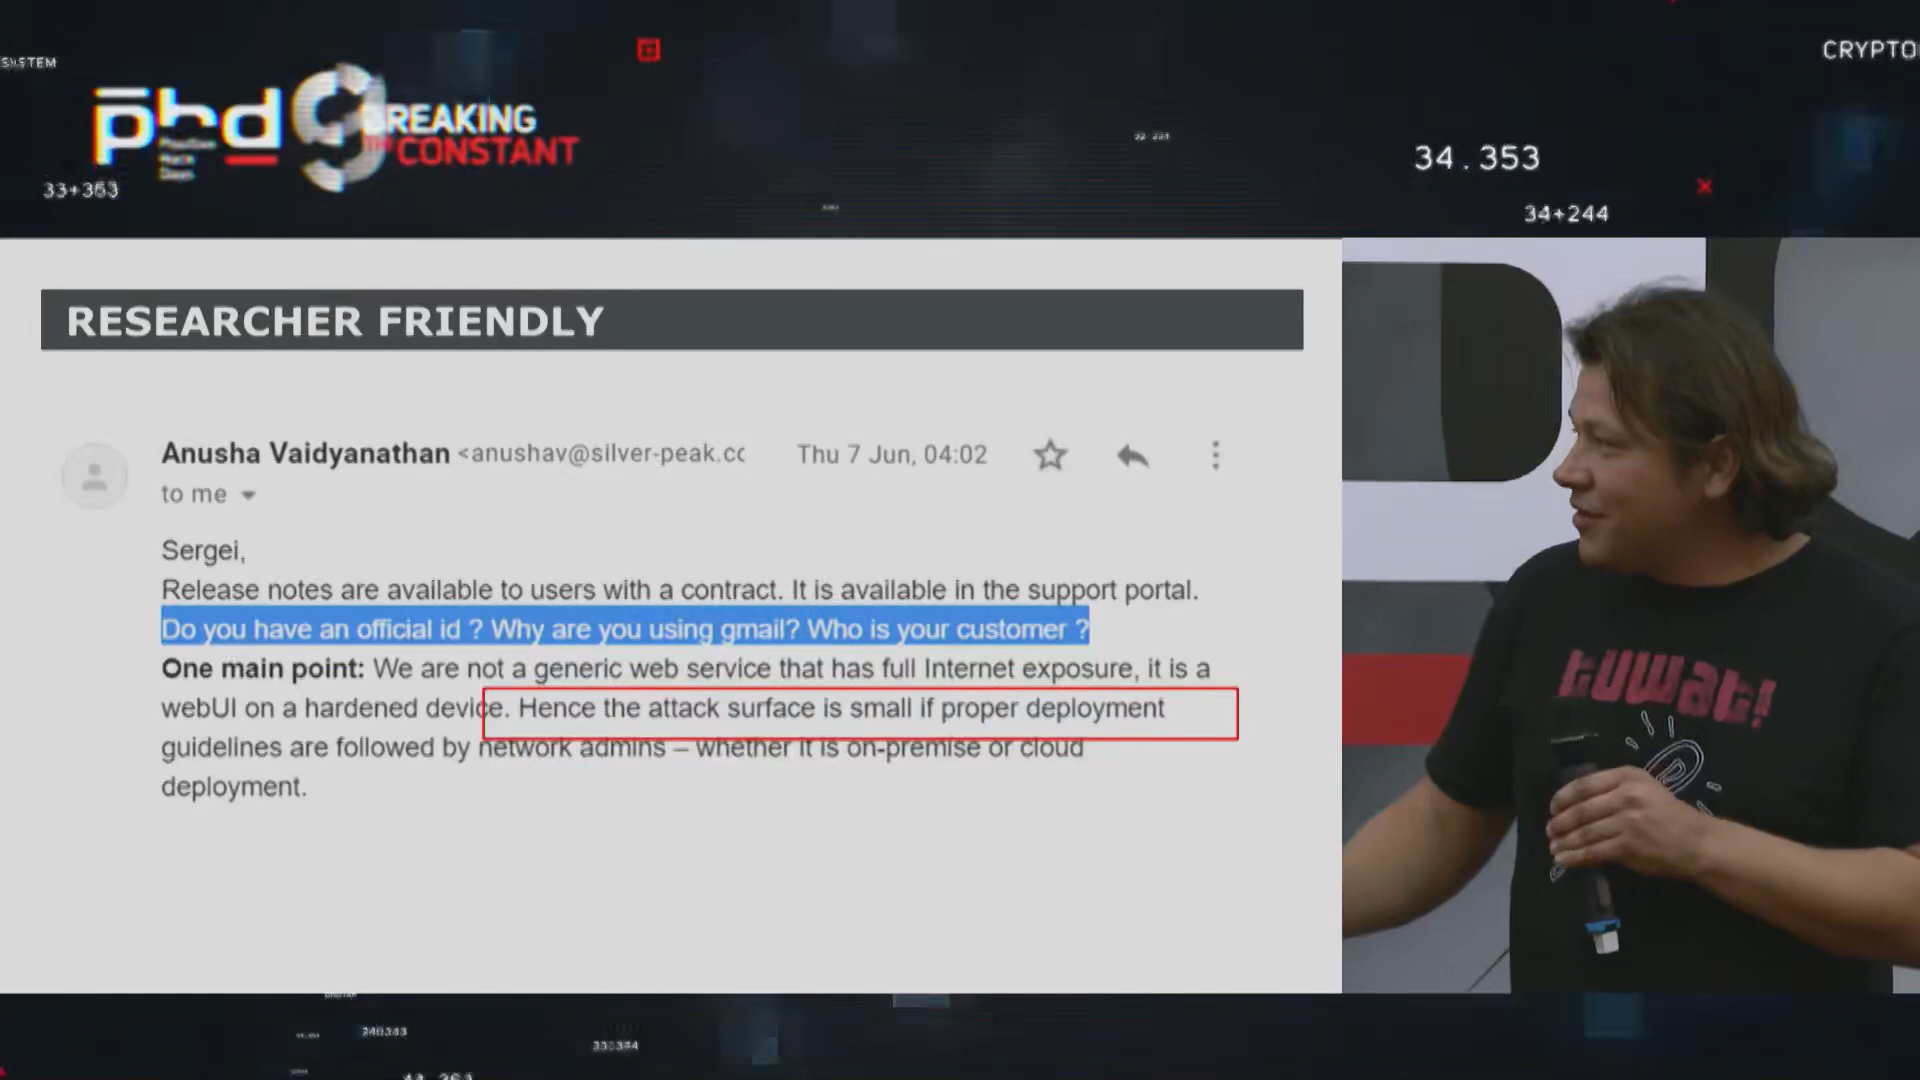 SYSTEM
CRYPTO
phd 9
BREAKING
THE CONSTANT
Positive
Hack
Days
33+353
34.353
34+244
RESEARCHER FRIENDLY
Anusha Vaidyanathan <anushav@silver-peak.cc Thu 7 Jun, 04:02
to me
Sergei,
Release notes are available to users with a contract. It is available in the support portal.
Do you have an official id ? Why are you using gmail? Who is your customer ?
One main point: We are not a generic web service that has full Internet exposure, it is a
webUI on a hardened device. Hence the attack surface is small if proper deployment
guidelines are followed by network admins – whether it is on-premise or cloud
deployment.
tuwat!